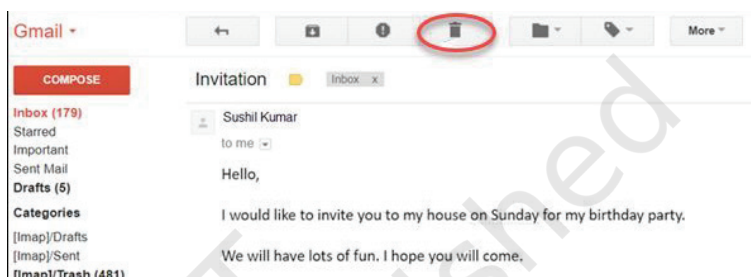 Gmail
More
COMPOSE
Invitation
Inbox x
Inbox (179)
Starred
Important
Sent Mail
Drafts (5)
Categories
[Imap]/Drafts
[Imap]/Sent
[Imap]/Trash (481)
Sushil Kumar
to me
Hello,
I would like to invite you to my house on Sunday for my birthday party.
We will have lots of fun. I hope you will come.